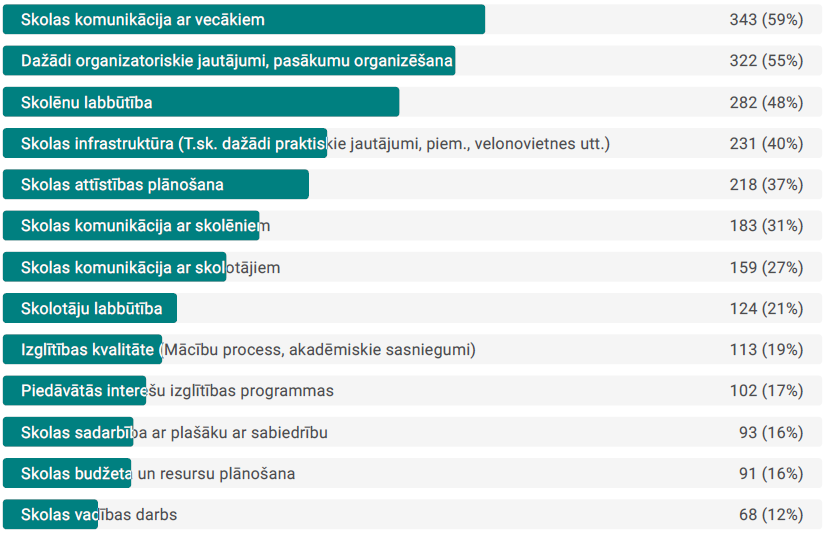 Skolas komunikācija ar vecākiem 343 (59%)
Dažādi organizatoriskie jautājumi, pasākumu organizēšana 322 (55%)
Skolēnu labbūtība 282 (48%)
Skolas infrastruktūra (T.sk. dažādi praktiskie jautājumi, piem., velonovietnes utt.) 231 (40%)
Skolas attīstības plānošana 218 (37%)
Skolas komunikācija ar skolēniem 183 (31%)
Skolas komunikācija ar skolotājiem 159 (27%)
Skolotāju labbūtība 124 (21%)
Izglītības kvalitāte (Mācību process, akadēmiskie sasniegumi) 113 (19%)
Piedāvātās interešu izglītības programmas 102 (17%)
Skolas sadarbība ar plašāku ar sabiedrību 93 (16%)
Skolas budžeta un resursu plānošana 91 (16%)
Skolas vadības darbs 68 (12%)